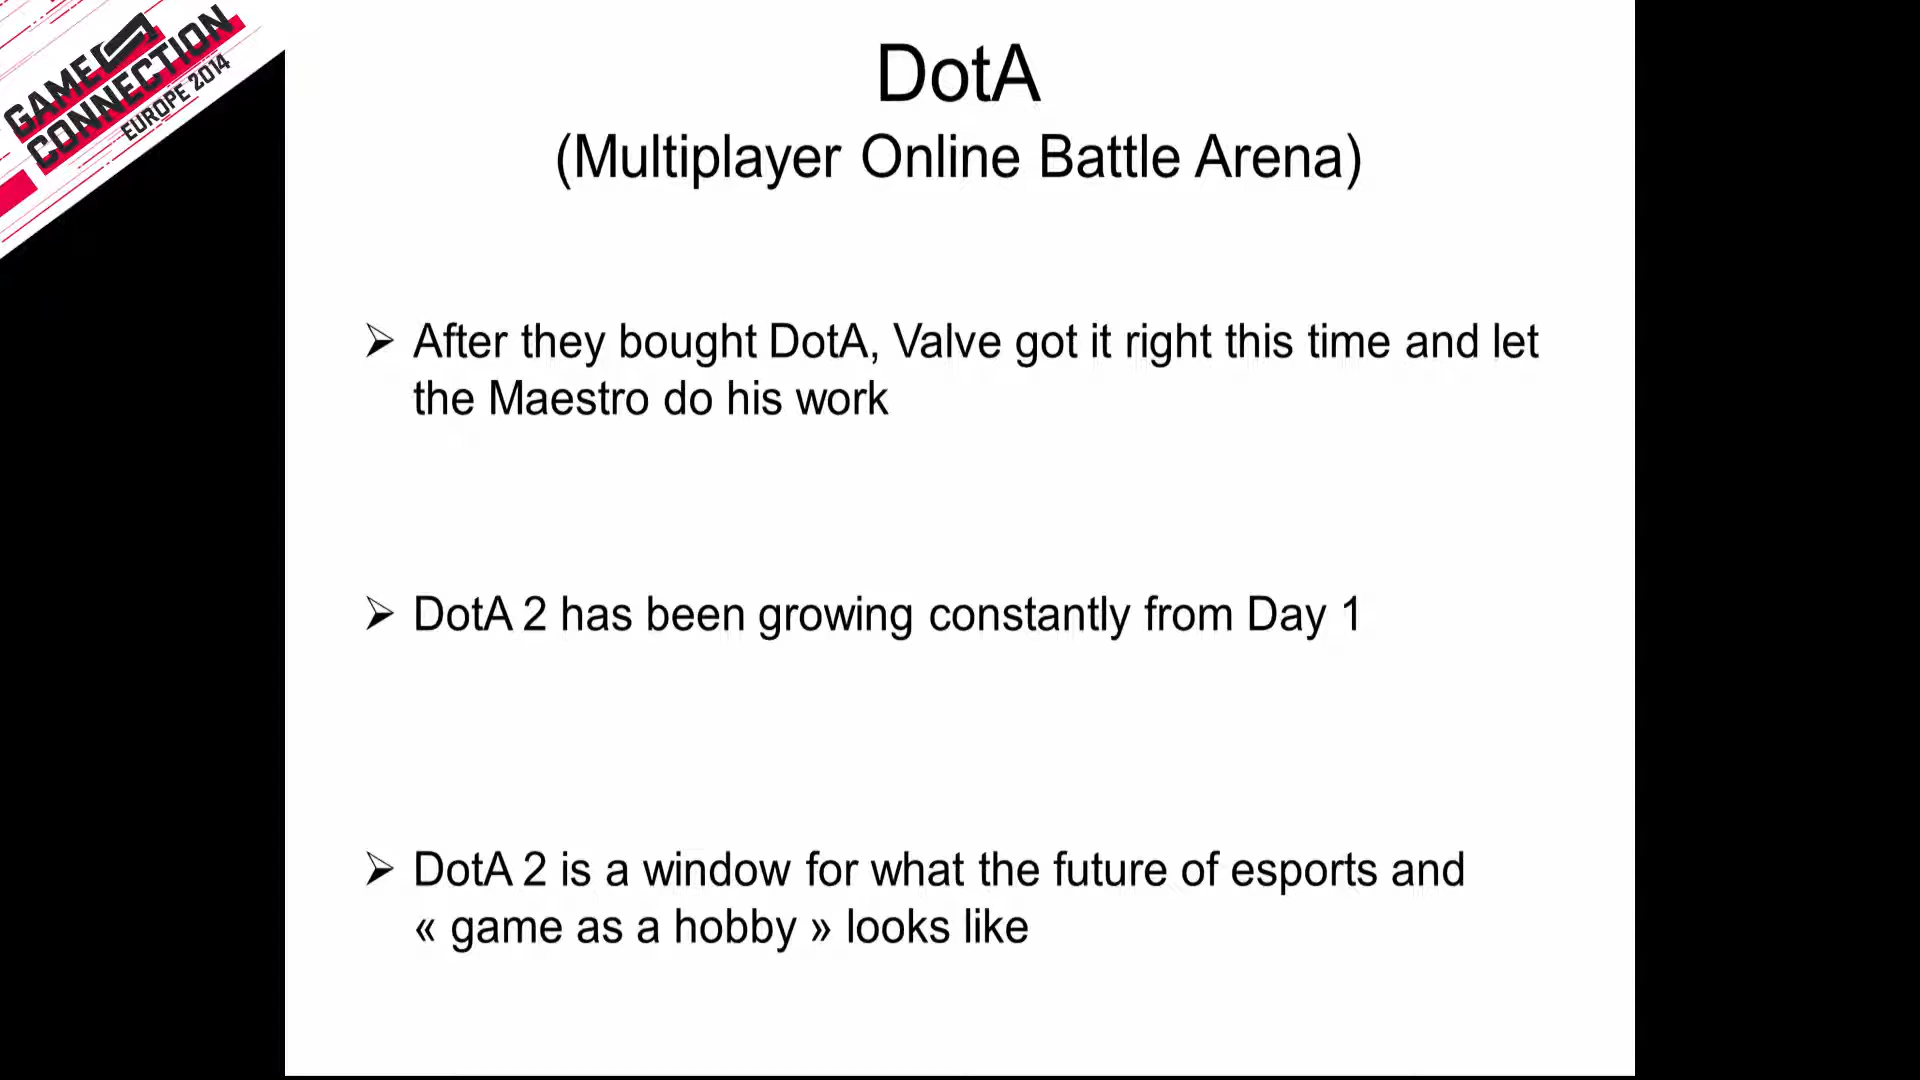 GAME
CONNECTION
EUROPE 2014
DotA
(Multiplayer Online Battle Arena)
➢ After they bought DotA, Valve got it right this time and let
the Maestro do his work
➢ DotA 2 has been growing constantly from Day 1
➢ DotA 2 is a window for what the future of esports and
« game as a hobby » looks like